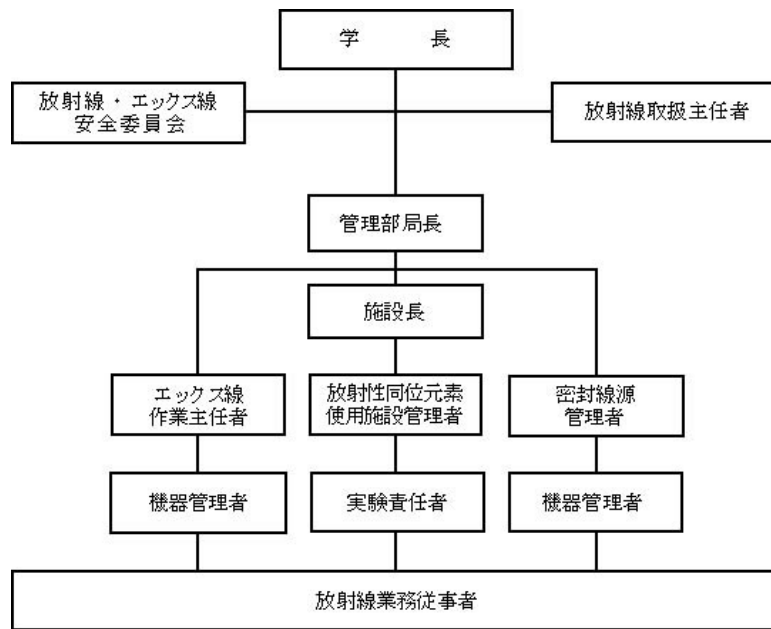 学　　長
放射線・エックス線
安全委員会
放射線取扱主任者
管理部局長
施設長
エックス線
作業主任者
放射性同位元素
使用施設管理者
密封線源
管理者
機器管理者
実験責任者
機器管理者
放射線業務従事者